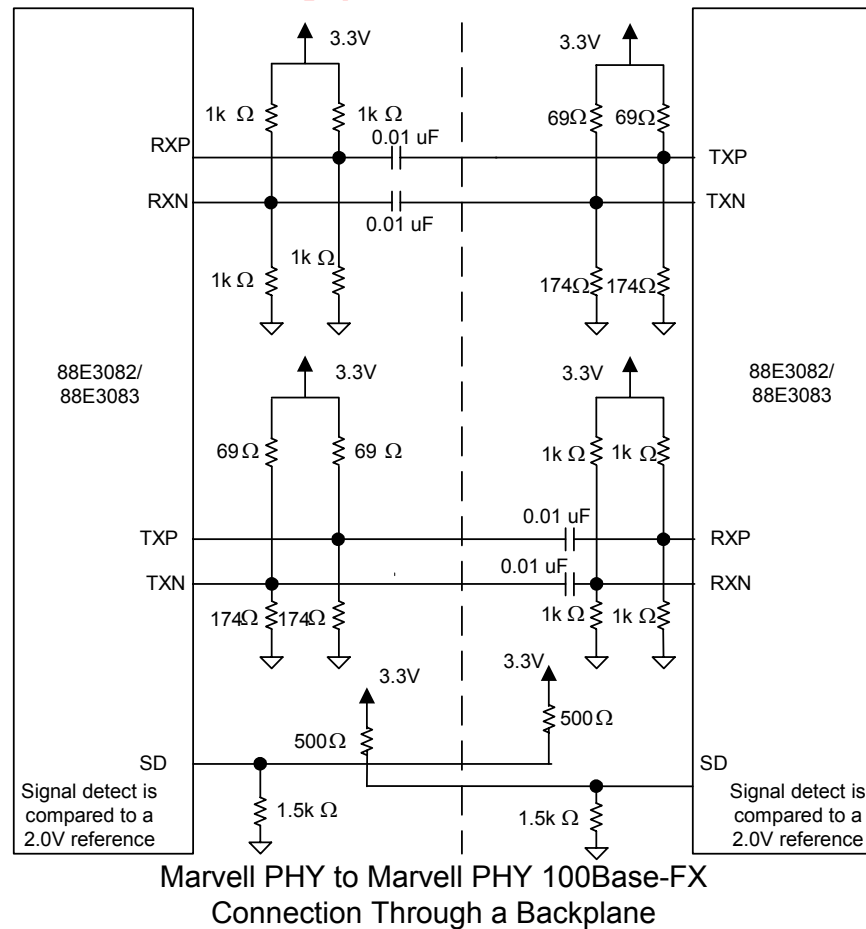 3.3V
3.3V
1k Ω
1k Ω
69Ω
69Ω
RXP
0.01 uF
TXP
RXN
TXN
0.01 uF
1k Ω
1k Ω
174Ω
174Ω
88E3082/
88E3083
3.3V
3.3V
88E3082/
88E3083
69Ω
69 Ω
1k Ω
1k Ω
0.01 uF
TXP
RXP
0.01 uF
TXN
RXN
174Ω
174Ω
1k Ω
1k Ω
3.3V
3.3V
500Ω
500Ω
SD
SD
Signal detect is
compared to a
2.0V reference
1.5k Ω
1.5k Ω
Signal detect is
compared to a
2.0V reference
Marvell PHY to Marvell PHY 100Base-FX
Connection Through a Backplane